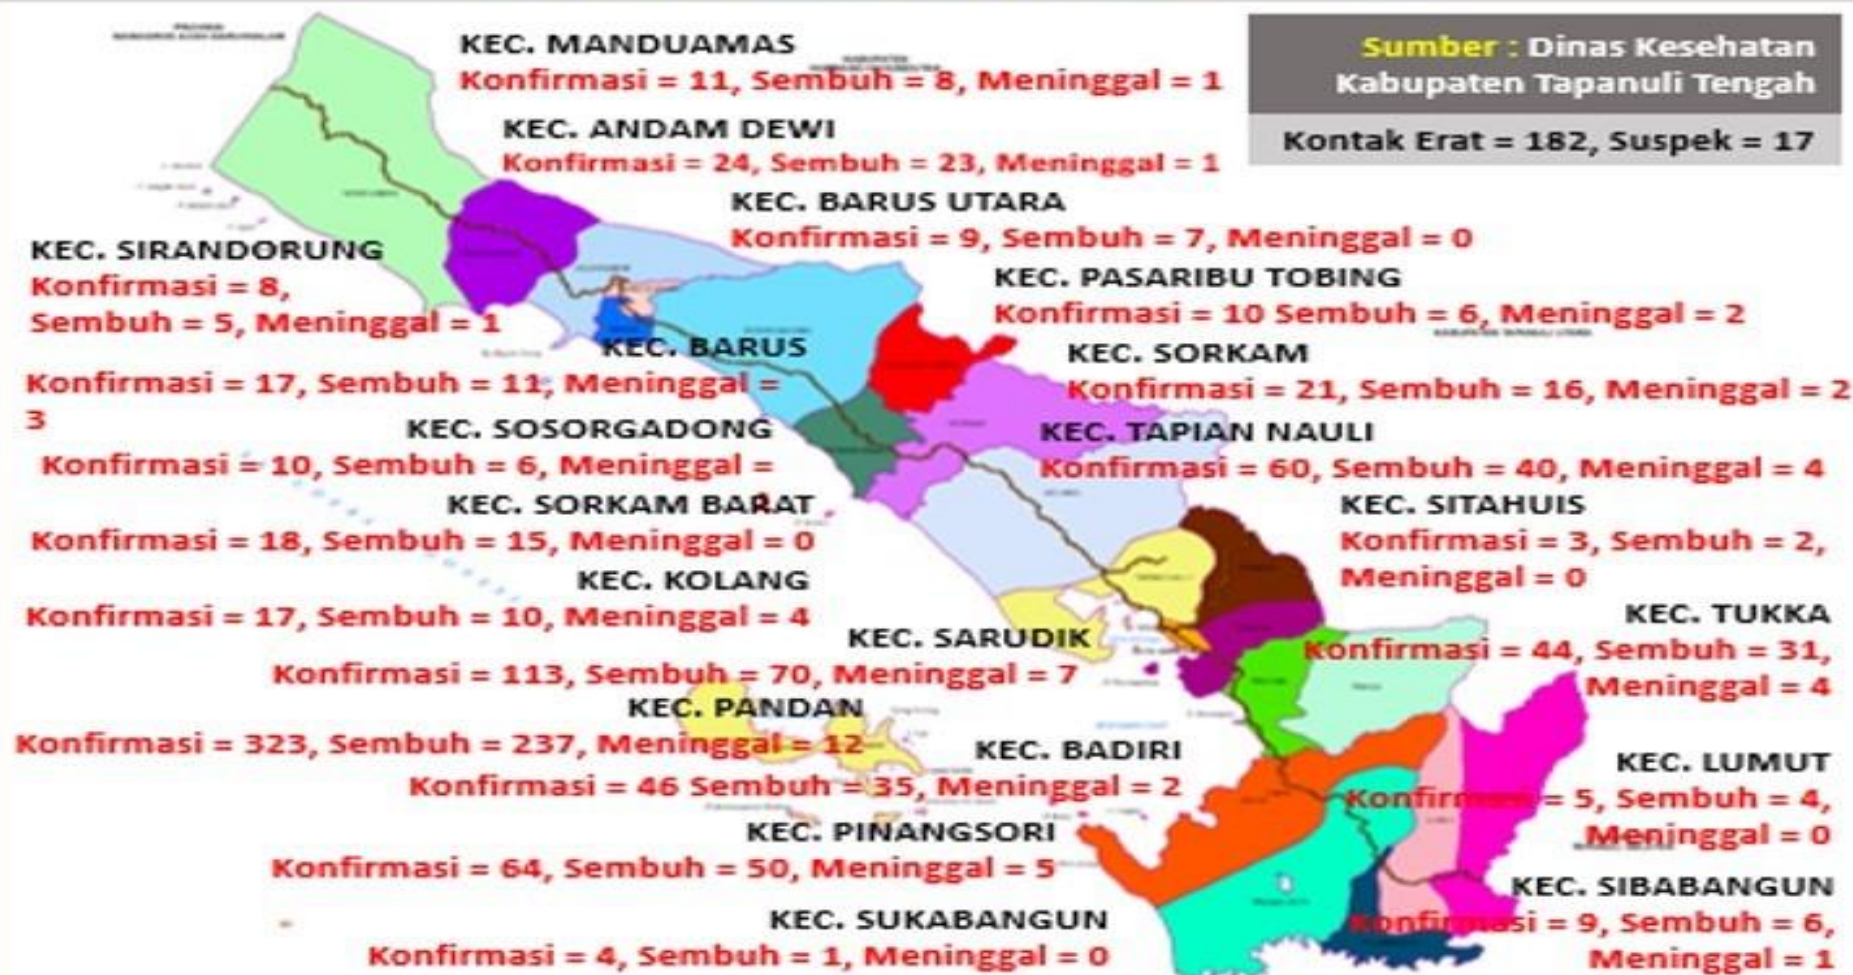 KEC. MANDUAMAS
Konfirmasi = 11, Sembuh = 8, Meninggal = 1
Sumber : Dinas Kesehatan
Kabupaten Tapanuli Tengah
Kontak Erat = 182, Suspek = 17
KEC. ANDAM DEWI
Konfirmasi = 24, Sembuh = 23, Meninggal = 1
KEC. BARUS UTARA
Konfirmasi = 9, Sembuh = 7, Meninggal = 0
KEC. SIRANDORUNG
Konfirmasi = 8,
Sembuh = 5, Meninggal = 1
KEC. PASARIBU TOBING
Konfirmasi = 10 Sembuh = 6, Meninggal = 2
KEC. BARUS
Konfirmasi = 17, Sembuh = 11, Meninggal =
3
KEC. SORKAM
Konfirmasi = 21, Sembuh = 16, Meninggal = 2
KEC. SOSORGADONG
Konfirmasi = 10, Sembuh = 6, Meninggal =
KEC. TAPIAN NAULI
Konfirmasi = 60, Sembuh = 40, Meninggal = 4
KEC. SORKAM BARAT
Konfirmasi = 18, Sembuh = 15, Meninggal = 0
KEC. SITAHUIS
Konfirmasi = 3, Sembuh = 2,
Meninggal = 0
KEC. KOLANG
Konfirmasi = 17, Sembuh = 10, Meninggal = 4
KEC. TUKKA
Konfirmasi = 44, Sembuh = 31,
Meninggal = 4
KEC. SARUDIK
Konfirmasi = 113, Sembuh = 70, Meninggal = 7
KEC. PANDAN
Konfirmasi = 323, Sembuh = 237, Meninggal = 12
KEC. BADIRI
Konfirmasi = 46 Sembuh = 35, Meninggal = 2
KEC. LUMUT
Konfirmasi = 5, Sembuh = 4,
Meninggal = 0
KEC. PINANGSORI
Konfirmasi = 64, Sembuh = 50, Meninggal = 5
KEC. SIBABANGUN
Konfirmasi = 9, Sembuh = 6,
Meninggal = 1
KEC. SUKABANGUN
Konfirmasi = 4, Sembuh = 1, Meninggal = 0